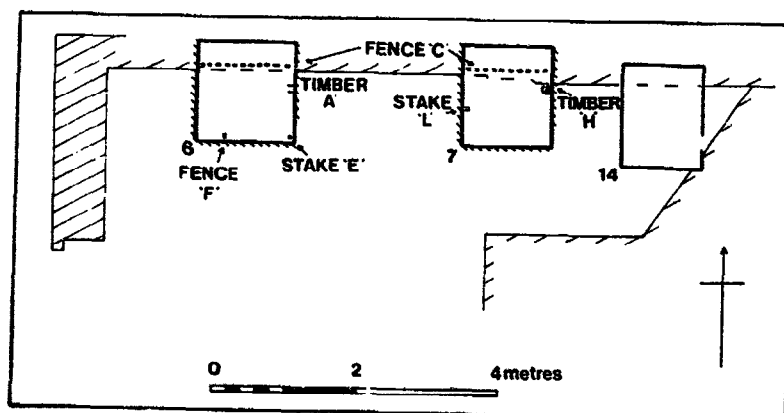 FENCE 'C'
TIMBER
A'
STAKE
'L'
TIMBER
'H'
6
FENCE
'F'
STAKE 'E'
7
14
0 2 4 metres